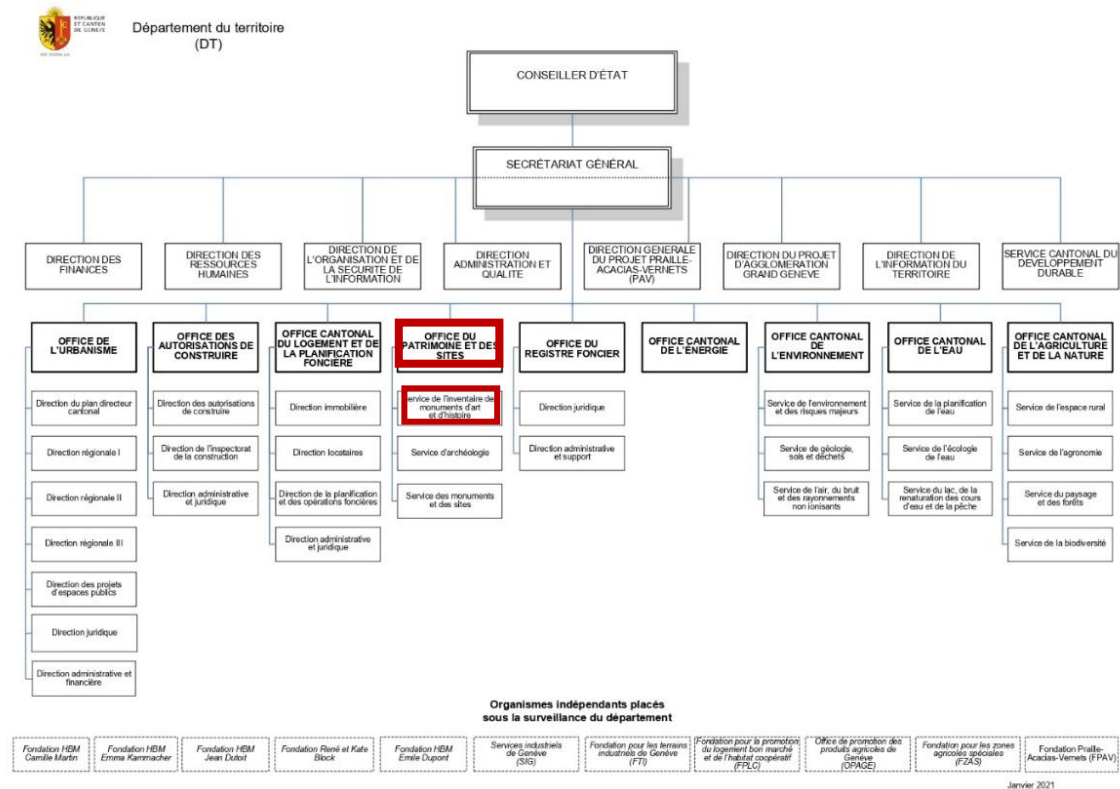 REPUBLIQUE
ET CANTON
DE GENEVE
POST TENEBRAS LUX
Département du territoire
(DT)
CONSEILLER D'ÉTAT
SECRÉTARIAT GÉNÉRAL
DIRECTION DES
FINANCES
DIRECTION DES
RESSOURCES
HUMAINES
DIRECTION DE
L'ORGANISATION ET DE
LA SECURITE DE
L'INFORMATION
DIRECTION
ADMINISTRATION ET
QUALITE
DIRECTION GENERALE
DU PROJET PRAILLE-
ACACIAS-VERNETS
(PAV)
DIRECTION DU PROJET
D'AGGLOMERATION
GRAND GENEVE
DIRECTION DE
L'INFORMATION DU
TERRITOIRE
SERVICE CANTONAL DU
DEVELOPPEMENT
DURABLE
OFFICE DE
L'URBANISME
Direction du plan directeur
cantonal
Direction régionale I
Direction régionale II
Direction régionale III
Direction des projets
d'espaces publics
Direction juridique
Direction administrative et
financière
OFFICE DES
AUTORISATIONS DE
CONSTRUIRE
Direction des autorisations
de construire
Direction de l'inspectorat
de la construction
Direction administrative
et juridique
OFFICE CANTONAL
DU LOGEMENT ET DE
LA PLANIFICATION
FONCIÈRE
Direction immobilière
Direction locataires
Direction de la planification
et des opérations foncières
Direction administrative
et juridique
OFFICE DU
PATRIMOINE ET DES
SITES
Service de l'inventaire de
monuments d'art
et d'histoire
Service d'archéologie
Service des monuments
et des sites
OFFICE DU
REGISTRE FONCIER
Direction juridique
Direction administrative
et support
OFFICE CANTONAL
DE L'ÉNERGIE
OFFICE CANTONAL
DE
L'ENVIRONNEMENT
Service de l'environnement
et des risques majeurs
Service de géologie,
sols et déchets
Service de l'air, du bruit
et des rayonnements
non ionisants
OFFICE CANTONAL
DE L'EAU
Service de la planification
de l'eau
Service de l'écologie
de l'eau
Service du lac, de la
renaturation des cours
d'eau et de la pêche
OFFICE CANTONAL
DE L'AGRICULTURE
ET DE LA NATURE
Service de l'espace rural
Service de l'agronomie
Service du paysage
et des forêts
Service de la biodiversité
Organismes indépendants placés
sous la surveillance du département
Fondation HBM
Camille Martin
Fondation HBM
Emma Kammacher
Fondation HBM
Jean Dutoit
Fondation René et Kate
Block
Fondation HBM
Emile Dupont
Services industriels
de Genève
(SIG)
Fondation pour les terrains
industriels de Genève
(FTI)
Fondation pour la promotion
du logement bon marché
et de l'habitat coopératif
(FPLC)
Office de promotion des
produits agricoles de
Genève
(OPAGE)
Fondation pour les zones
agricoles spéciales
(FZAS)
Fondation Praille-
Acacias-Vernets (FPAV)
Janvier 2021